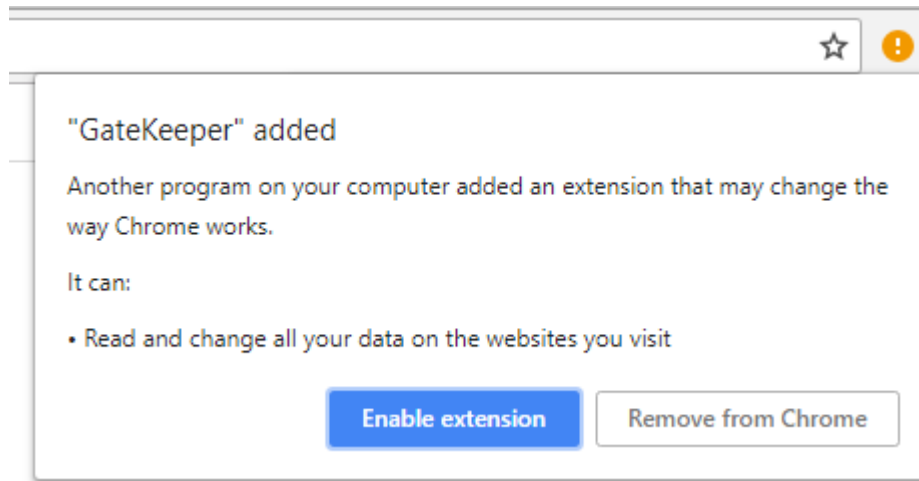 "GateKeeper" added
Another program on your computer added an extension that may change the
way Chrome works.
It can:
• Read and change all your data on the websites you visit
Enable extension
Remove from Chrome